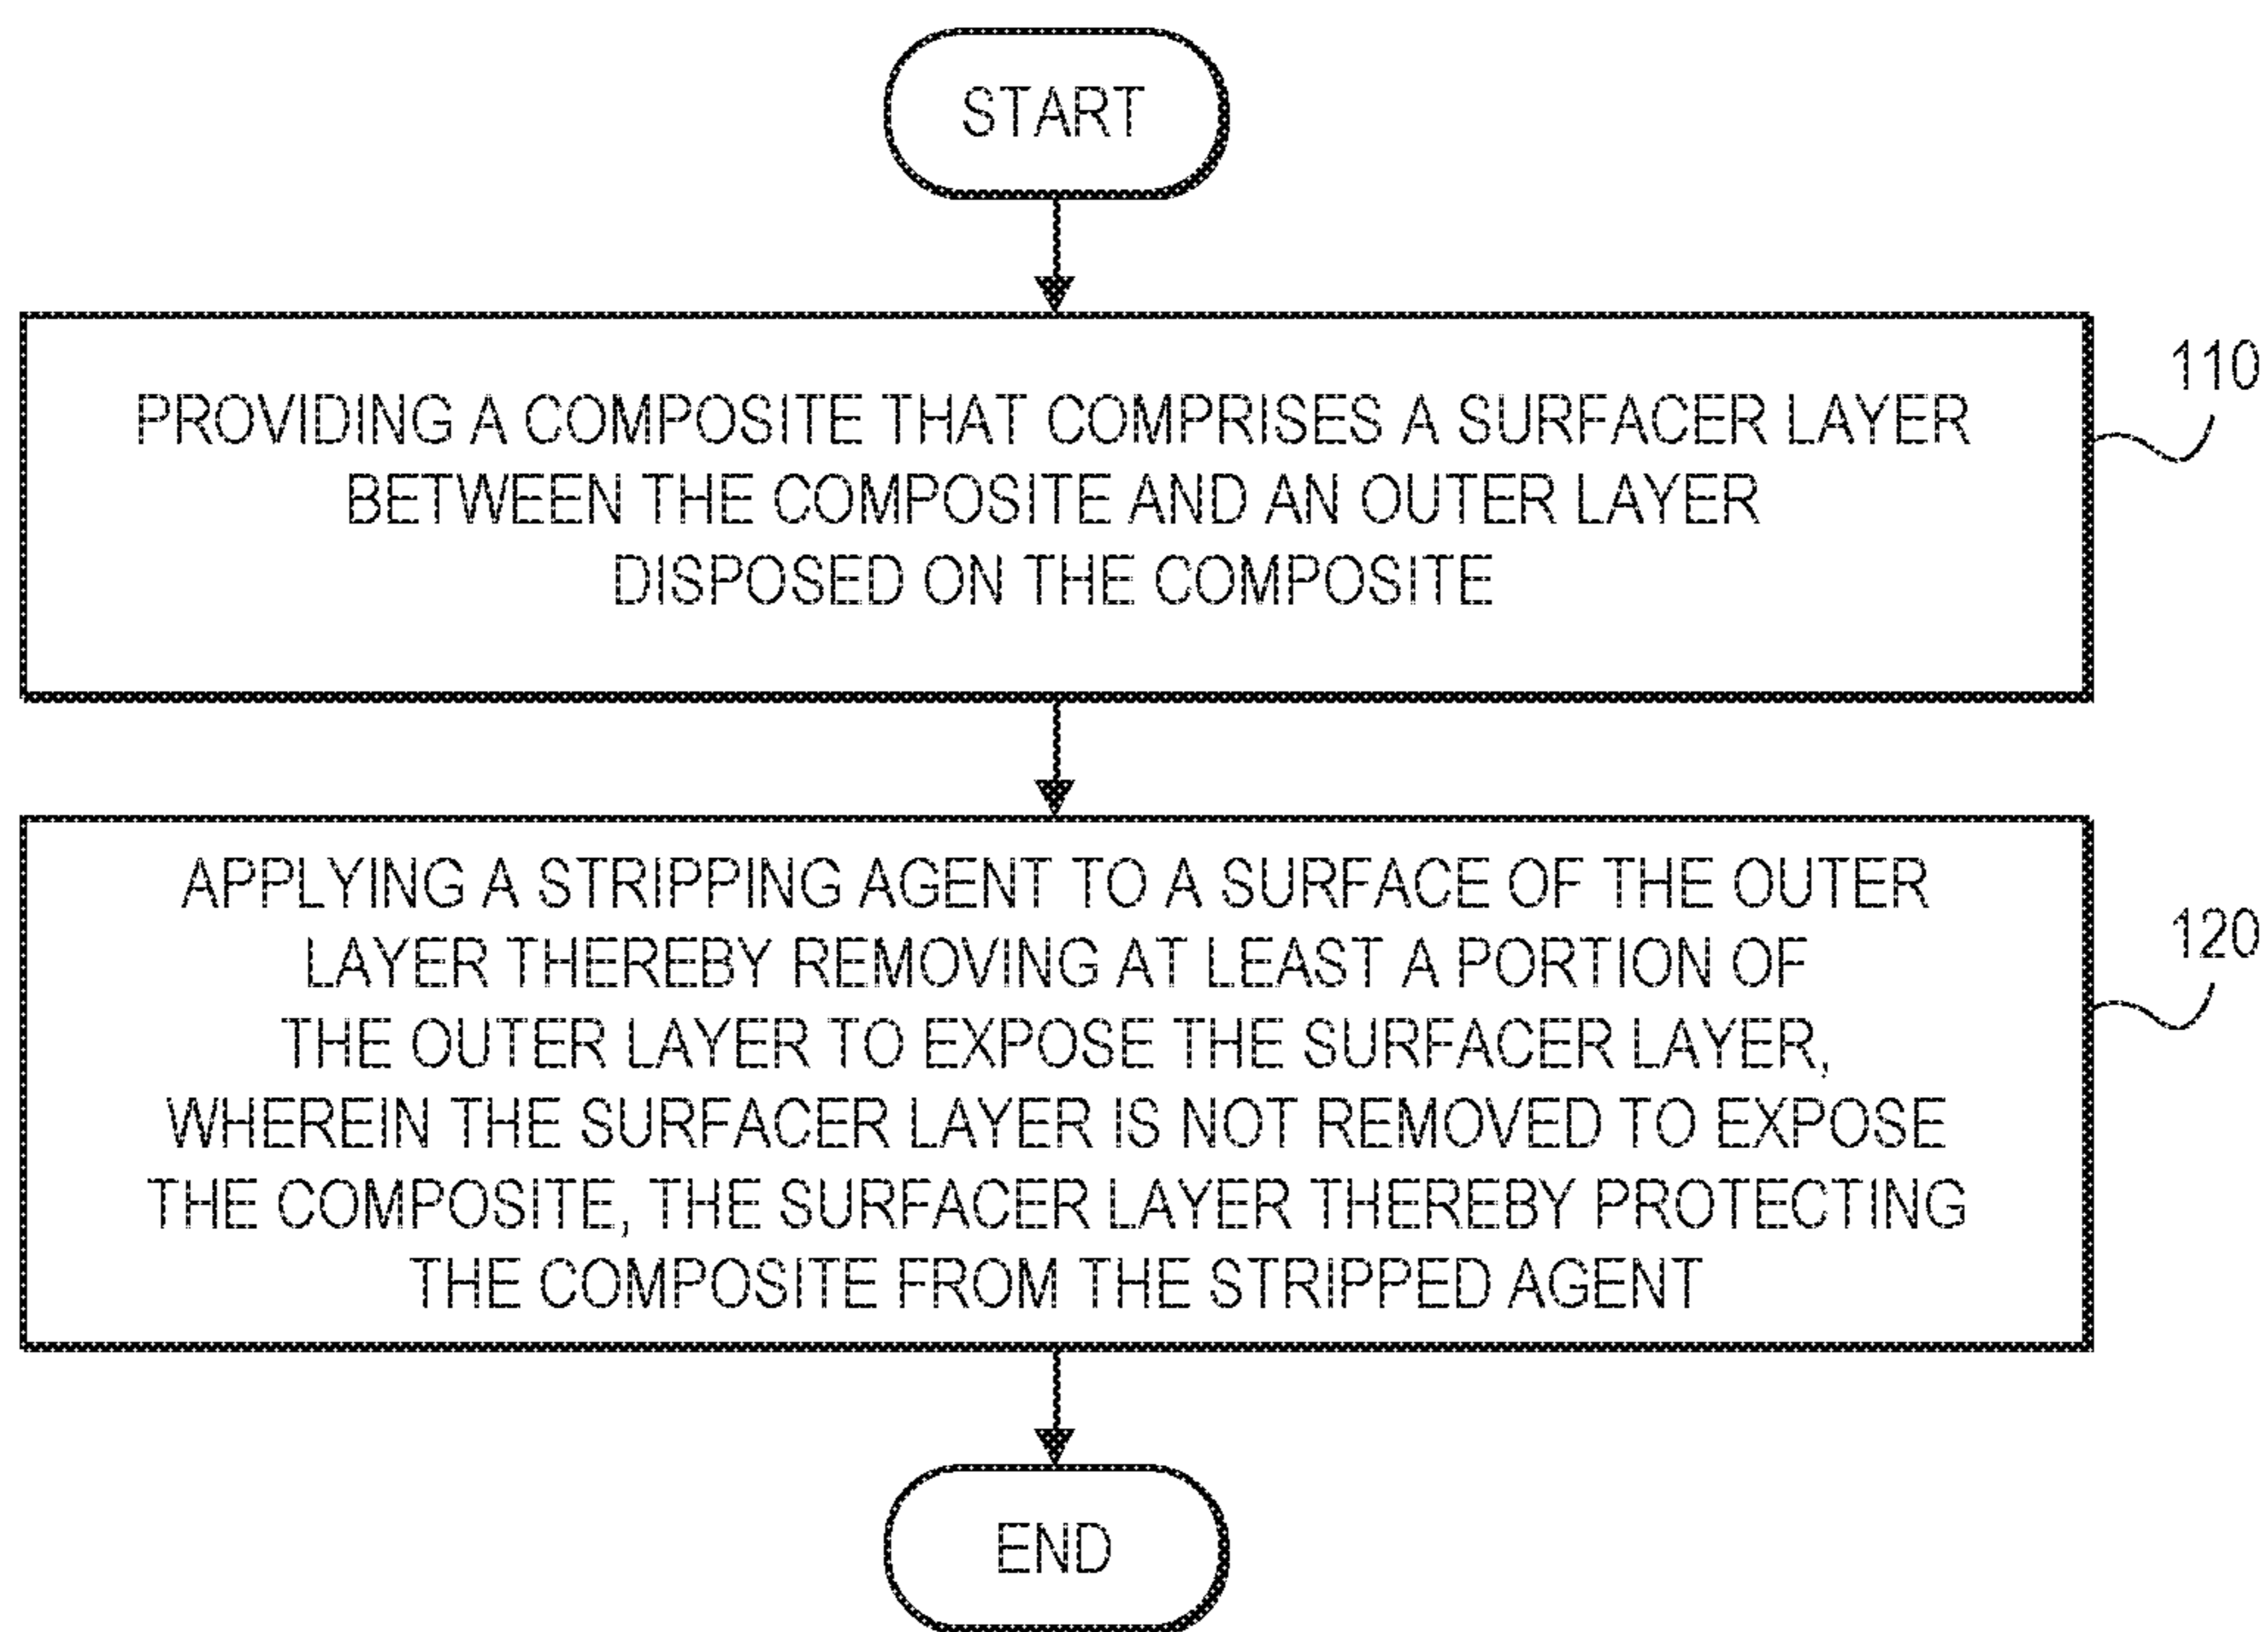 START
PROVIDING A COMPOSITE THAT COMPRISES A SURFACER LAYER
BETWEEN THE COMPOSITE AND AN OUTER LAYER
DISPOSED ON THE COMPOSITE
110
APPLYING A STRIPPING AGENT TO A SURFACE OF THE OUTER
LAYER THEREBY REMOVING AT LEAST A PORTION OF
THE OUTER LAYER TO EXPOSE THE SURFACER LAYER,
WHEREIN THE SURFACER LAYER IS NOT REMOVED TO EXPOSE
THE COMPOSITE, THE SURFACER LAYER THEREBY PROTECTING
THE COMPOSITE FROM THE STRIPPED AGENT
120
END